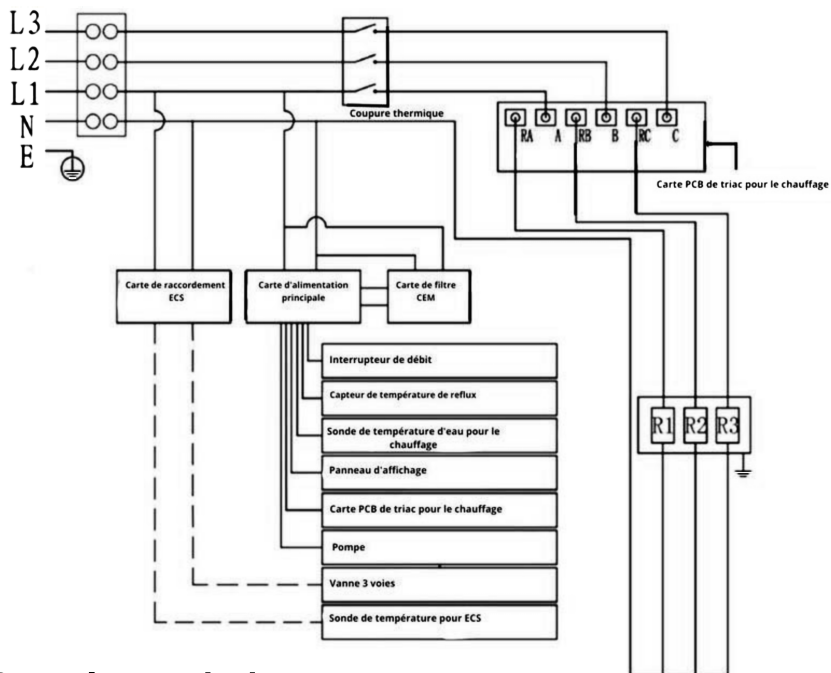 L3
L2
L1
N
E
Coupure thermique
RA A RB B RC C
Carte PCB de triac pour le chauffage
Carte de raccordement
ECS
Carte d'alimentation
principale
Carte de filtre
CEM
Interrupteur de débit
Capteur de température de reflux
Sonde de température d'eau pour le
chauffage
Panneau d'affichage
Carte PCB de triac pour le chauffage
Pompe
Vanne 3 voies
Sonde de température pour ECS
R1 R2 R3